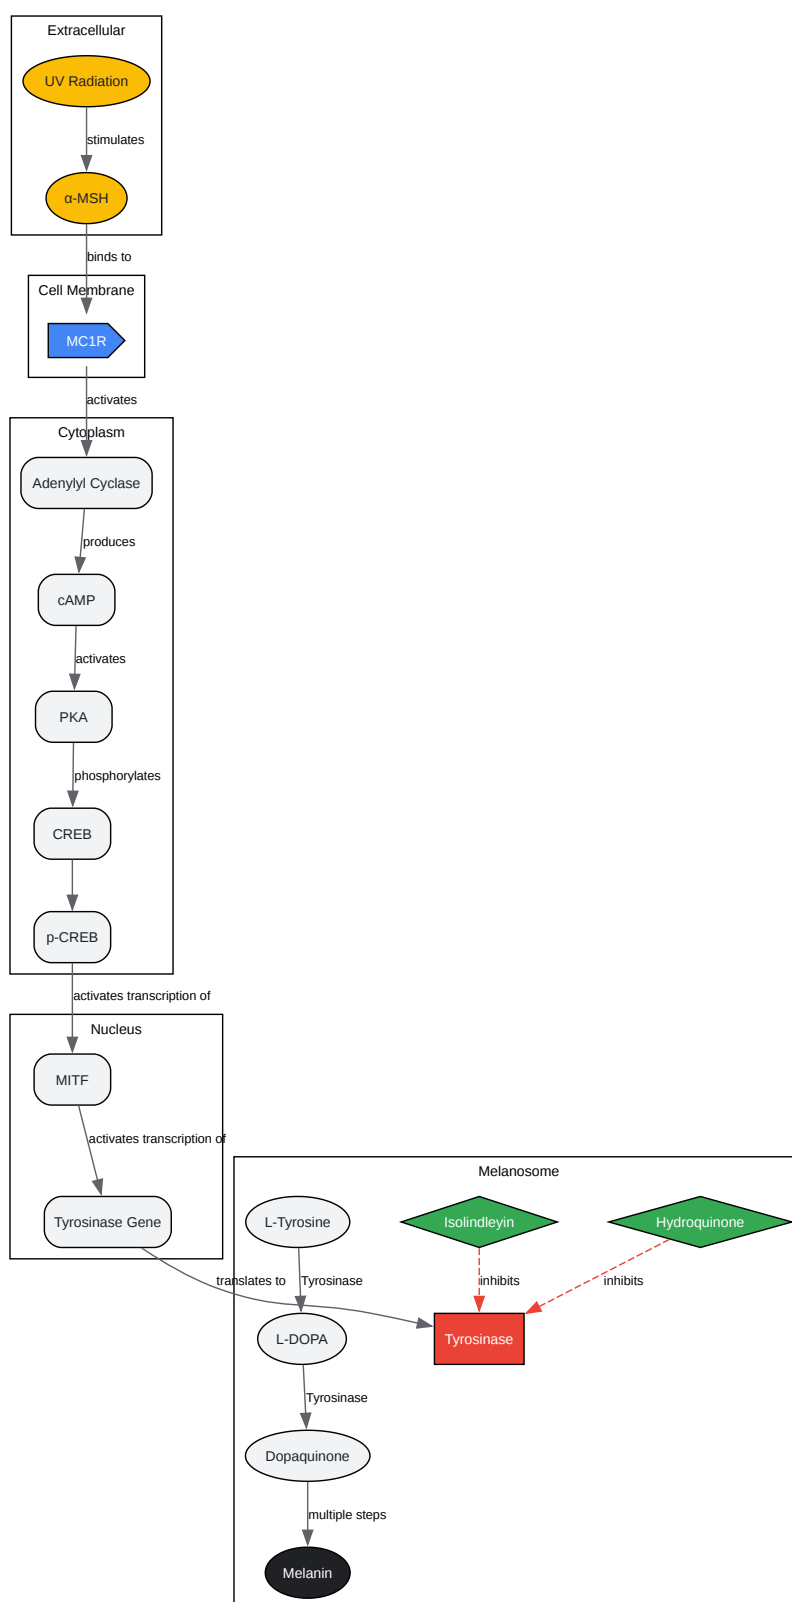 Extracellular
UV Radiation
stimulates
α-MSH
binds to
Cell Membrane
MC1R
activates
Cytoplasm
Adenylyl Cyclase
produces
cAMP
activates
PKA
phosphorylates
CREB
p-CREB
activates transcription of
Nucleus
MITF
activates transcription of
Melanosome
Tyrosinase Gene
L-Tyrosine
Isolindleyin
Hydroquinone
translates to
Tyrosinase
inhibits
inhibits
L-DOPA
Tyrosinase
Tyrosinase
Dopaquinone
multiple steps
Melanin